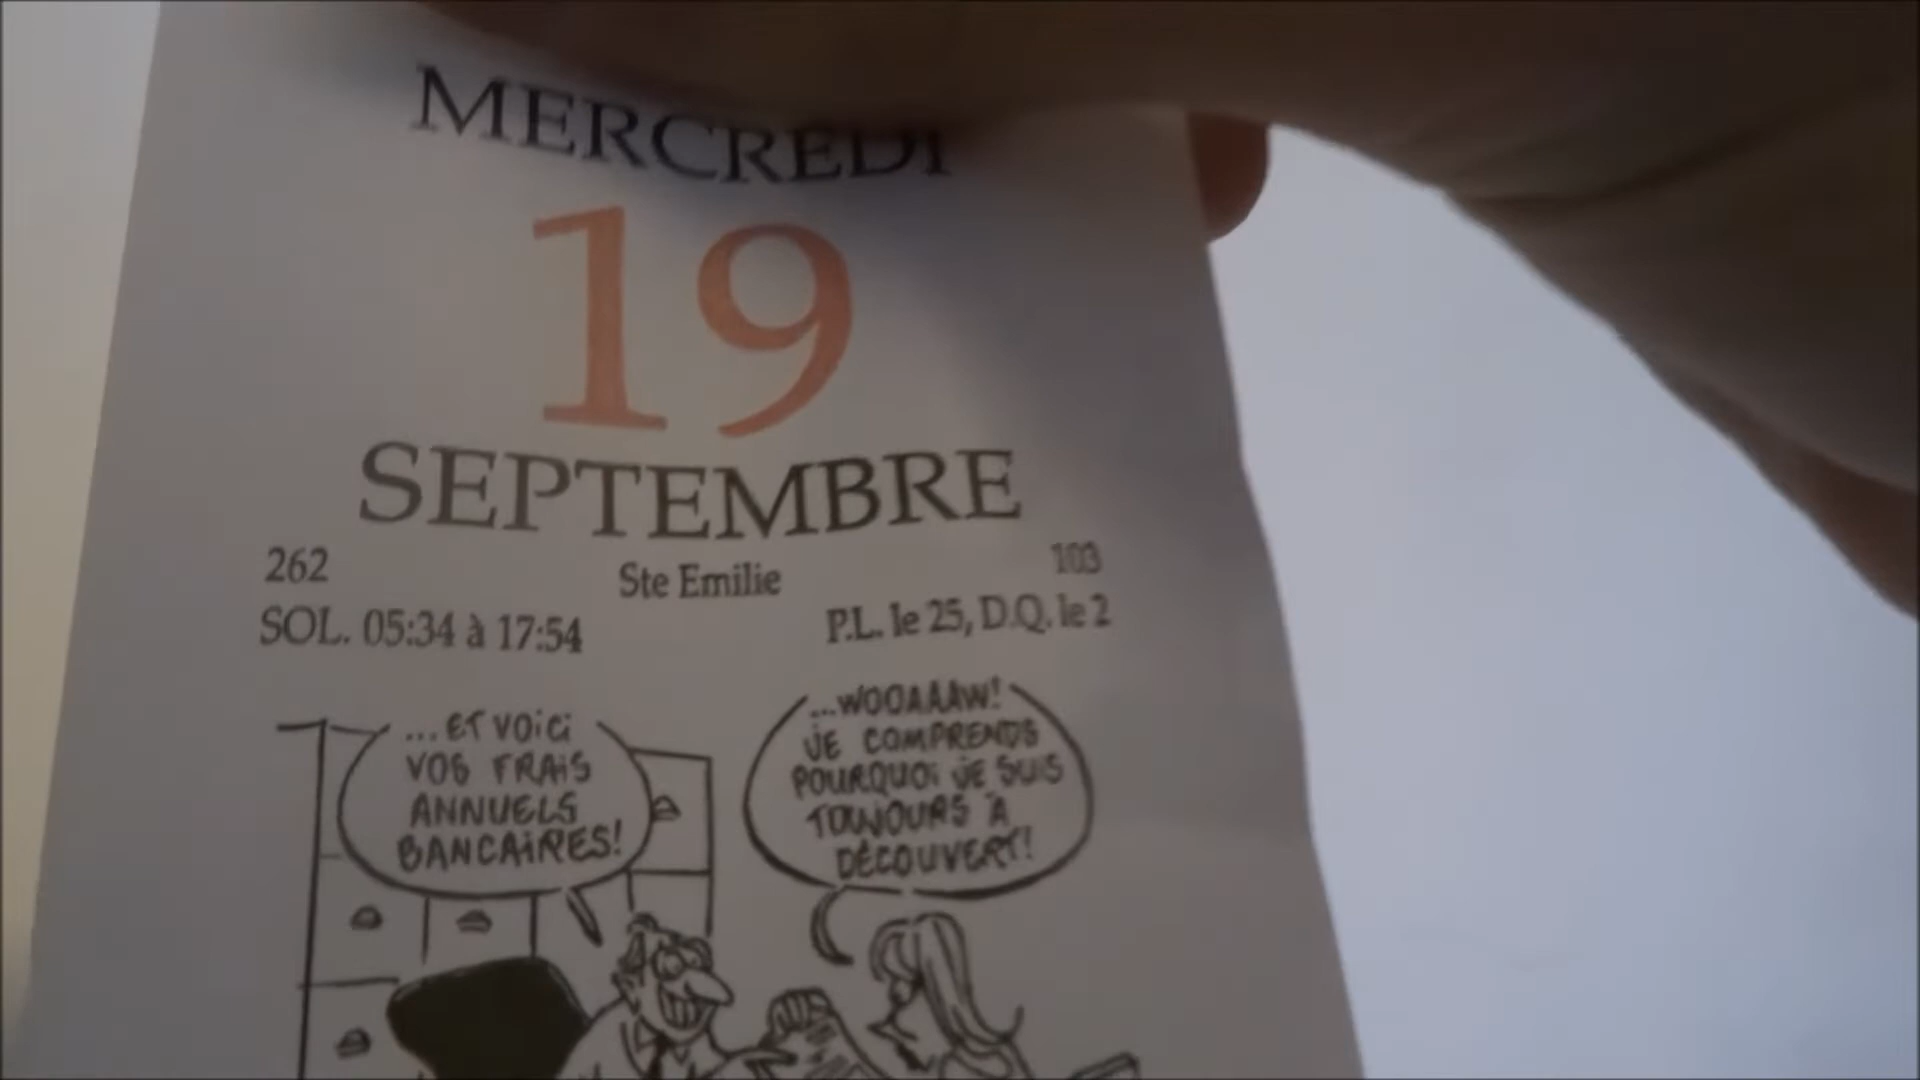 MERCREDI
19
SEPTEMBRE
262
Ste Emilie
103
SOL. 05:34 à 17:54
P.L. le 25, D.Q. le 2
...ET VOiCi
VOS FRAiS
ANNUELS
BANCAiRES!
...WOOAAAW!
JE COMPRENDS
POURQUOi JE SUIS
TOUJOURS À
DÉCOUVERT!